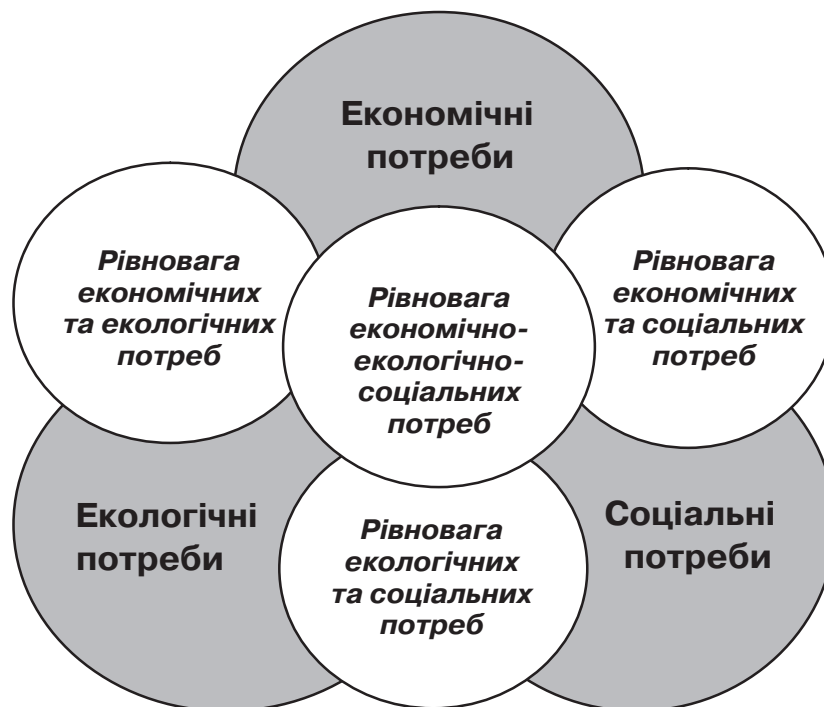 Економічні
потреби
Рівновага
економічних
та екологічних
потреб
Рівновага
економічно-
екологічно-
соціальних
потреб
Рівновага
економічних
та соціальних
потреб
Екологічні
потреби
Рівновага
екологічних
та соціальних
потреб
Соціальні
потреби